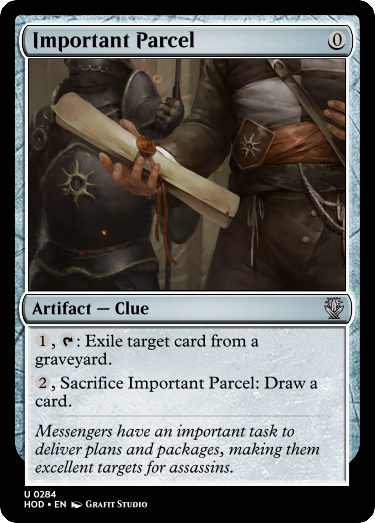 Important Parcel 0
Artifact — Clue
1, T: Exile target card from a
graveyard.
2, Sacrifice Important Parcel: Draw a
card.
Messengers have an important task to
deliver plans and packages, making them
excellent targets for assassins.
U 0284
HOD • EN Grafit Studio